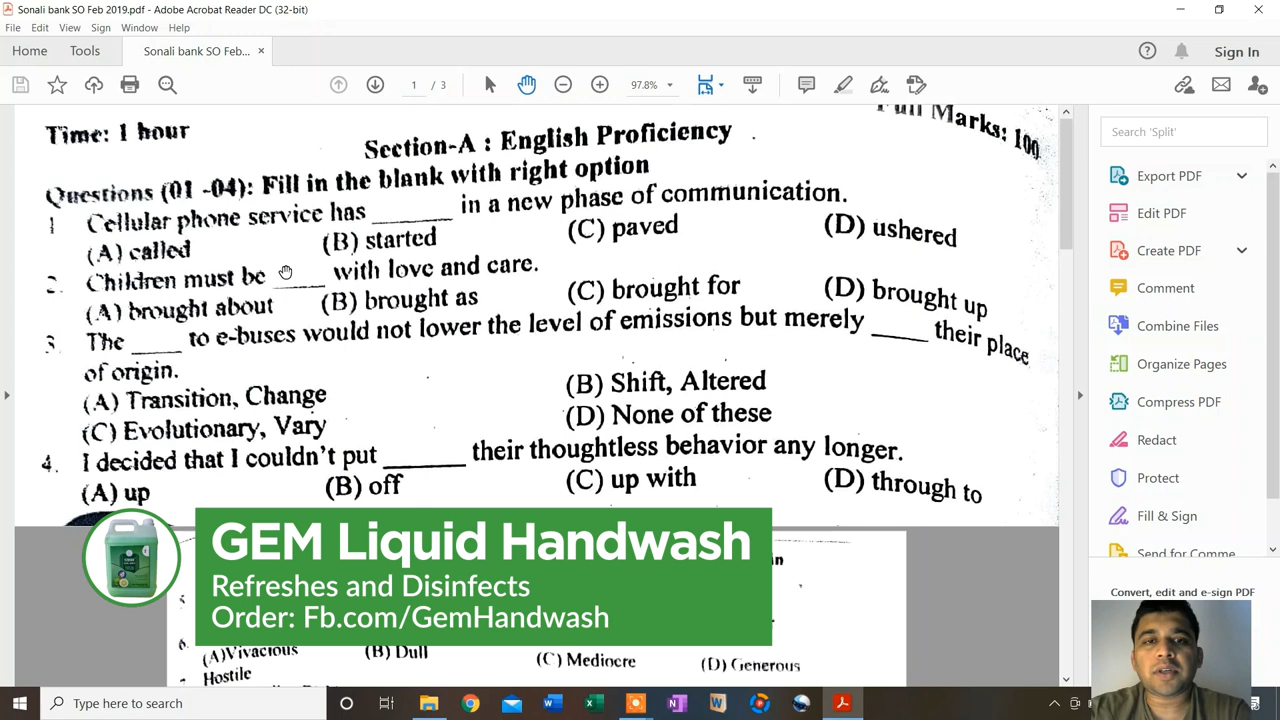 Sonali bank SO Feb 2019.pdf - Adobe Acrobat Reader DC (32-bit)
File Edit View Sign Window Help
Home Tools Sonali bank SO Feb... × Sign In
1 / 3 97.8%
Full Marks: 100
Time: 1 hour
Section-A : English Proficiency
Questions (01 -04): Fill in the blank with right option
1 Cellular phone service has ______ in a new phase of communication.
(A) called (B) started (C) paved (D) ushered
2. Children must be ____ with love and care.
(A) brought about (B) brought as (C) brought for (D) brought up
3. The ____ to e-buses would not lower the level of emissions but merely ____ their place
of origin.
(A) Transition, Change (B) Shift, Altered
(C) Evolutionary, Vary (D) None of these
4. I decided that I couldn't put ______ their thoughtless behavior any longer.
(A) up (B) off (C) up with (D) through to
GEM Liquid Handwash
Refreshes and Disinfects
Order: Fb.com/GemHandwash
6.
(A)Vivacious (B) Dull (C) Mediocre (D) Generous
Hostile
Search 'Split'
Export PDF
Edit PDF
Create PDF
Comment
Combine Files
Organize Pages
Compress PDF
Redact
Protect
Fill & Sign
Send for Comme
Convert, edit and e-sign PDF
Type here to search